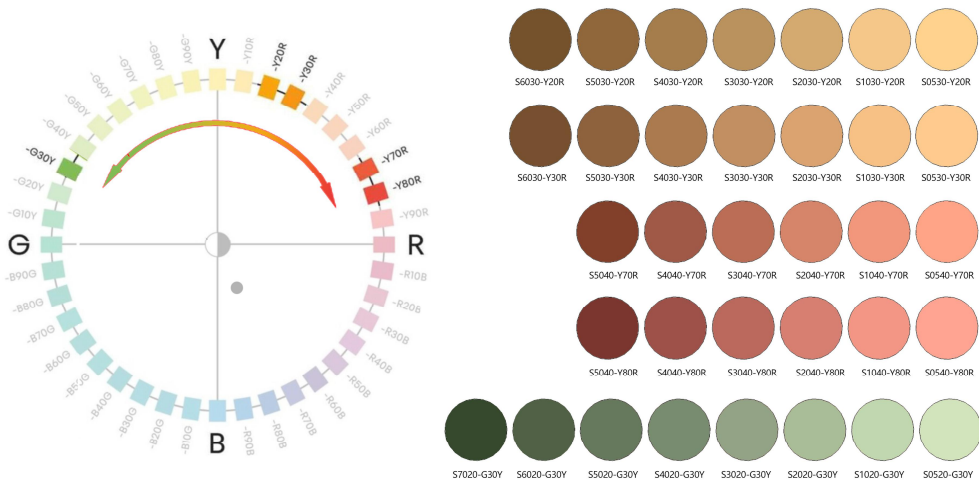 Y
-Y10R
-Y20R
-Y30R
-Y40R
-Y50R
-Y60R
-Y70R
-Y80R
-Y90R
R
-R10B
-R20B
-R30B
-R40B
-R50B
-R60B
-R70B
-R80B
-R90B
B
-B10G
-B20G
-B30G
-B40G
-B50G
-B60G
-B70G
-B80G
-B90G
G
-G10Y
-G20Y
-G30Y
-G40Y
-G50Y
-G60Y
-G70Y
-G80Y
S6030-Y20R S5030-Y20R S4030-Y20R S3030-Y20R S2030-Y20R S1030-Y20R S0530-Y20R
S6030-Y30R S5030-Y30R S4030-Y30R S3030-Y30R S2030-Y30R S1030-Y30R S0530-Y30R
S5040-Y70R S4040-Y70R S3040-Y70R S2040-Y70R S1040-Y70R S0540-Y70R
S5040-Y80R S4040-Y80R S3040-Y80R S2040-Y80R S1040-Y80R S0540-Y80R
S7020-G30Y S6020-G30Y S5020-G30Y S4020-G30Y S3020-G30Y S2020-G30Y S1020-G30Y S0520-G30Y